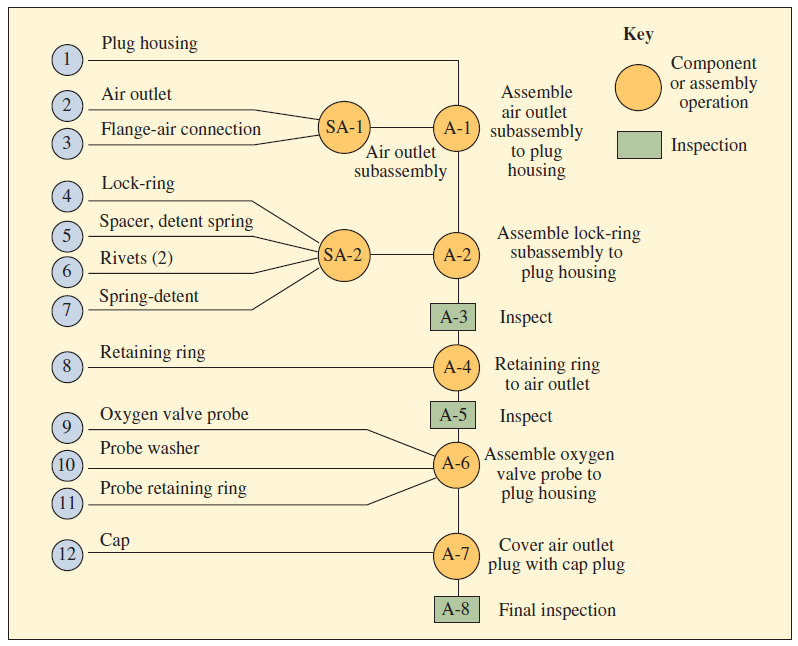 Key
Component
or assembly
operation
Inspection
1
Plug housing
2
Air outlet
3
Flange-air connection
SA-1
Air outlet
subassembly
A-1
Assemble
air outlet
subassembly
to plug
housing
4
Lock-ring
5
Spacer, detent spring
6
Rivets (2)
7
Spring-detent
SA-2
A-2
Assemble lock-ring
subassembly to
plug housing
A-3
Inspect
8
Retaining ring
A-4
Retaining ring
to air outlet
A-5
Inspect
9
Oxygen valve probe
10
Probe washer
11
Probe retaining ring
A-6
Assemble oxygen
valve probe to
plug housing
12
Cap
A-7
Cover air outlet
plug with cap plug
A-8
Final inspection